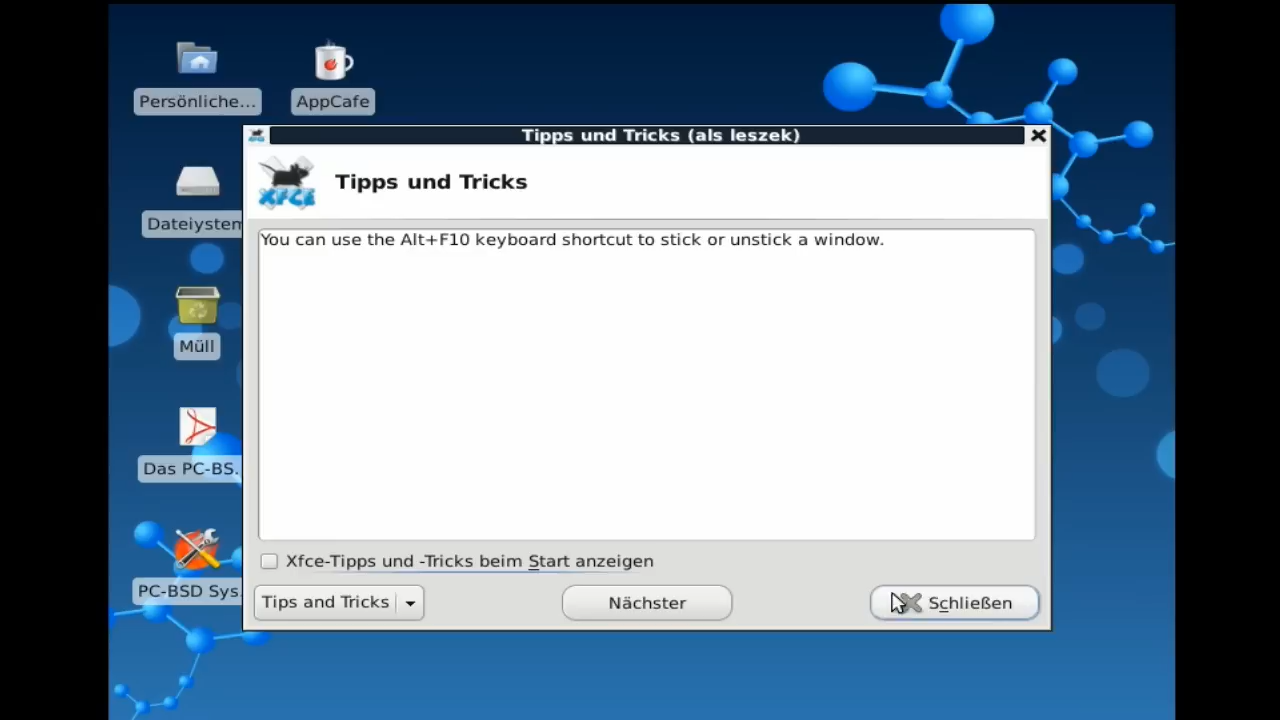 Persönliche...
AppCafe
Tipps und Tricks (als leszek)
XFCE
Tipps und Tricks
Dateiysten
You can use the Alt+F10 keyboard shortcut to stick or unstick a window.
Müll
Das PC-BS.
Xfce-Tipps und -Tricks beim Start anzeigen
PC-BSD Sys.
Tips and Tricks
Nächster
Schließen